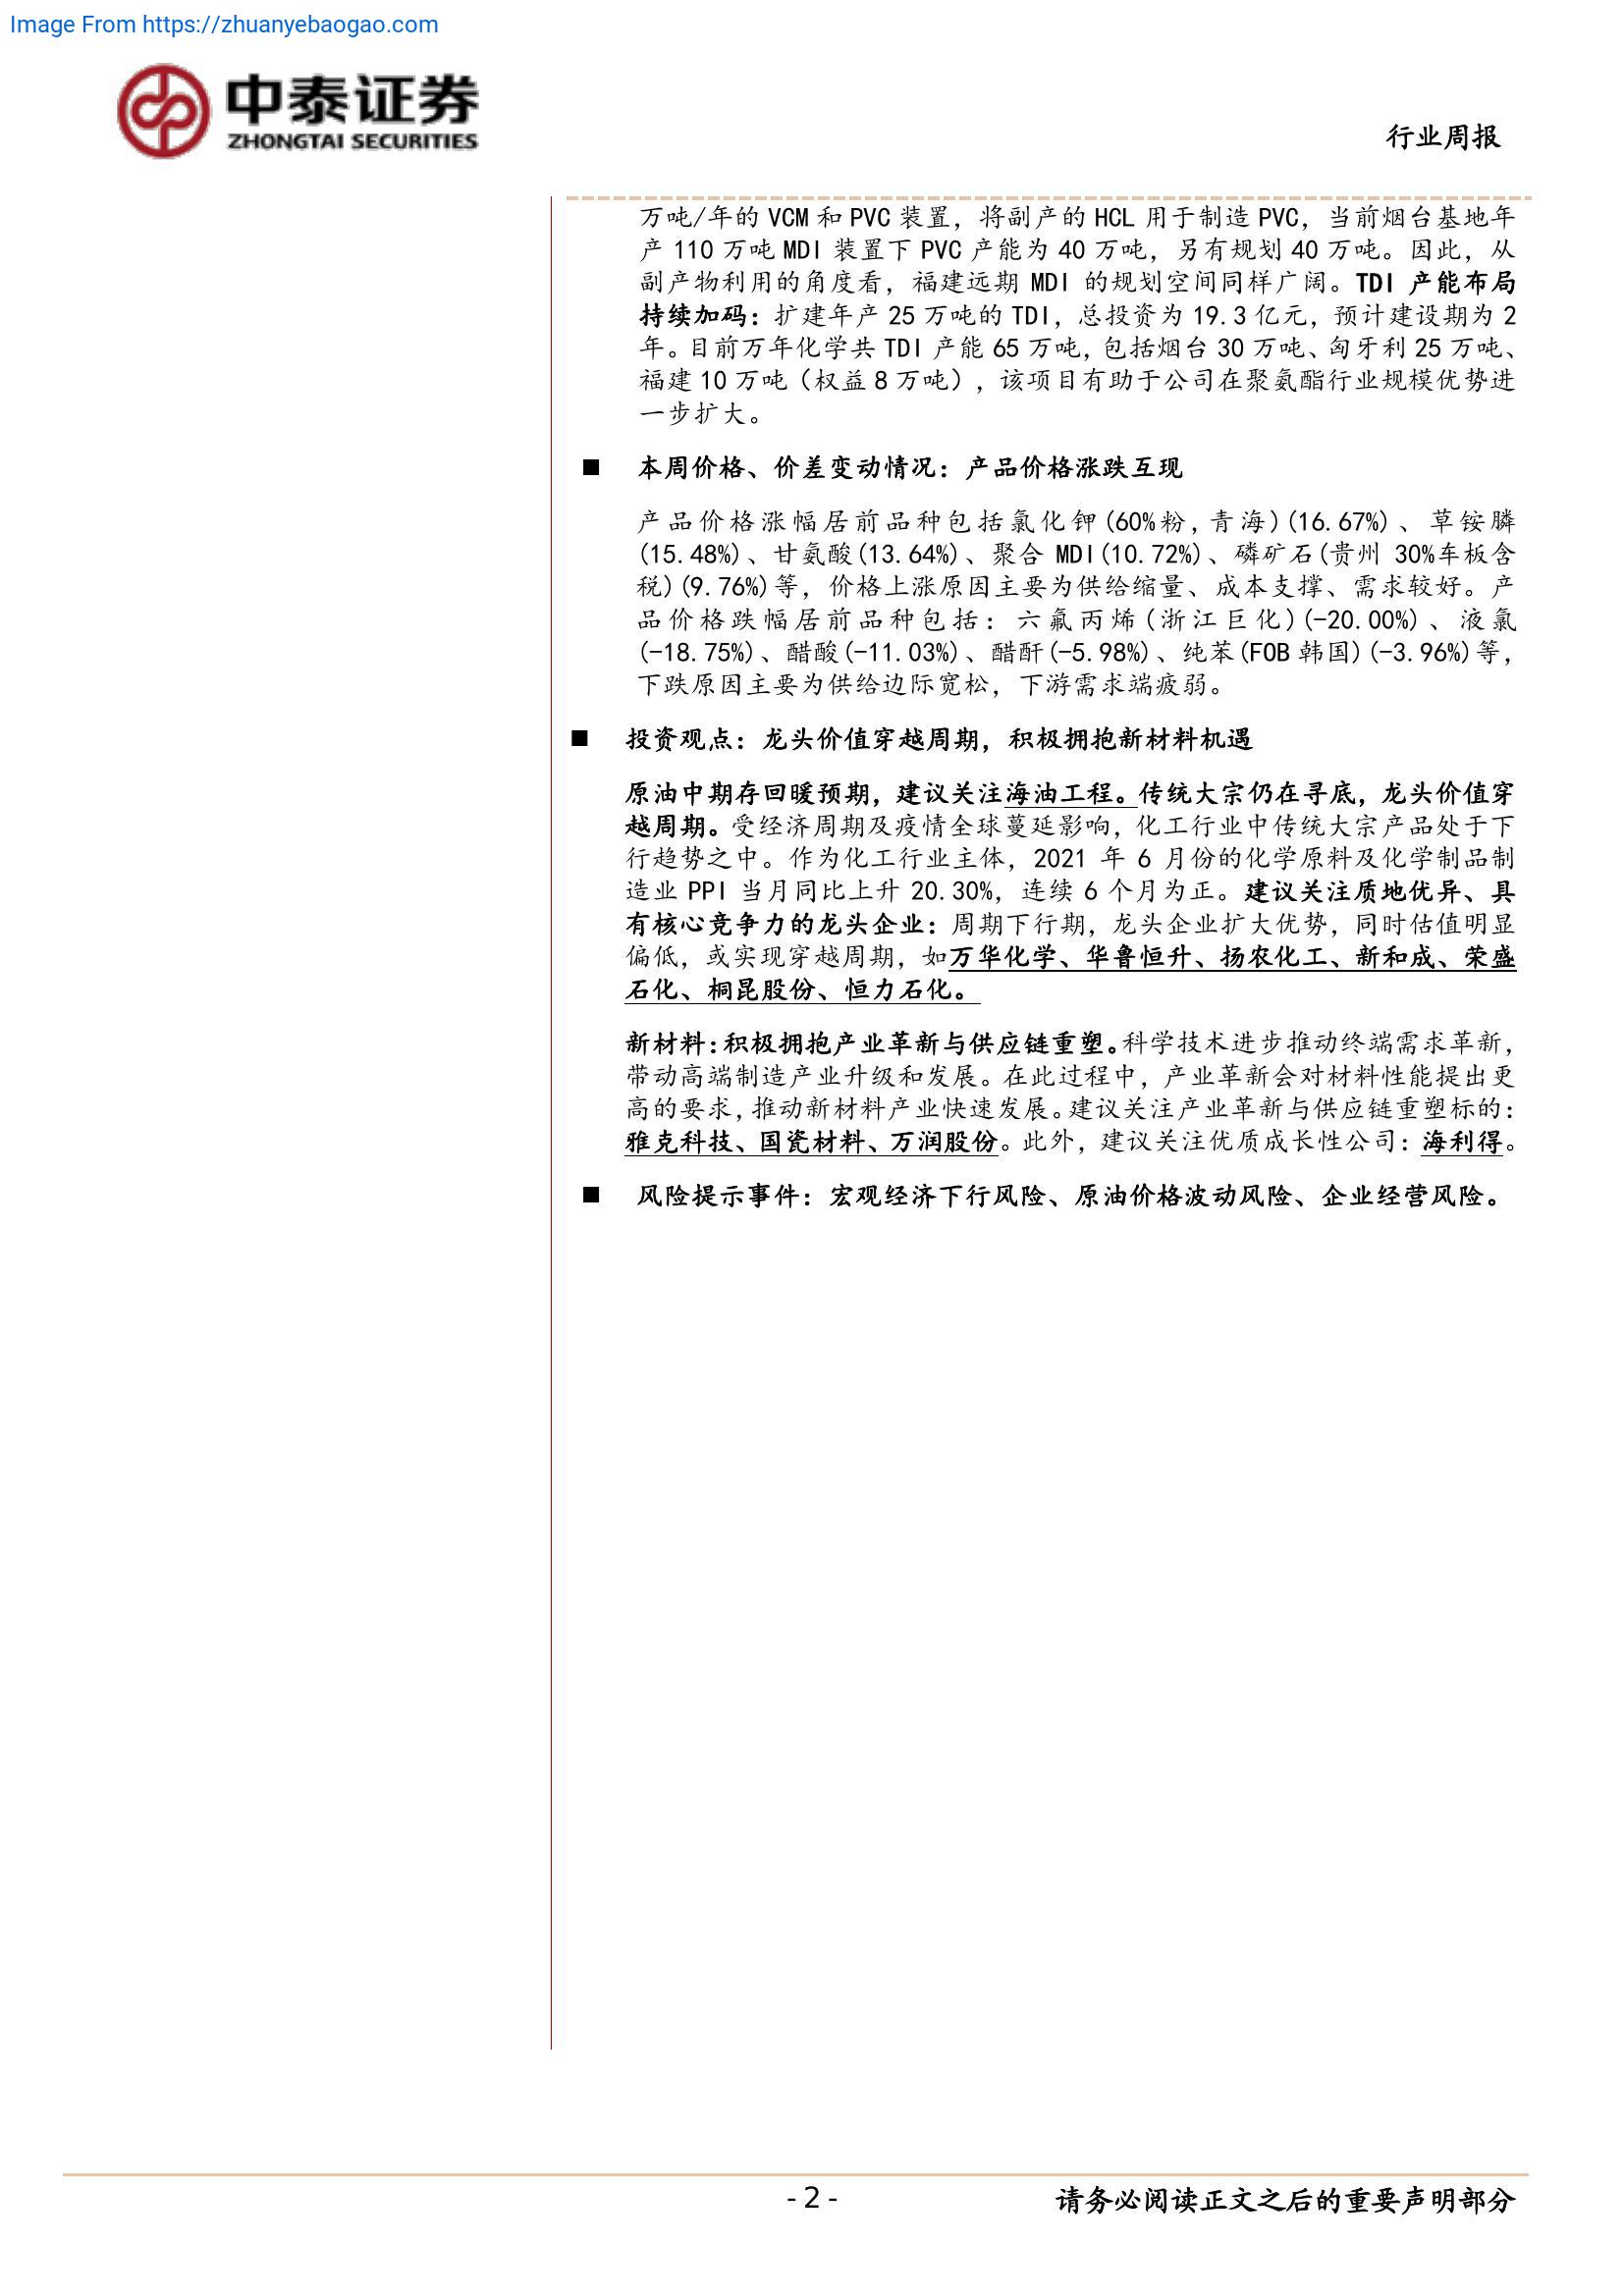 Image From https://zhuanyebaogao.com
中泰证券
ZHONGTAI SECURITIES
行业周报
万吨/年的 VCM 和 PVC 装置，将副产的 HCL 用于制造 PVC，当前烟台基地年
产 110 万吨 MDI 装置下 PVC 产能为 40 万吨，另有规划 40 万吨。因此，从
副产物利用的角度看，福建远期 MDI 的规划空间同样广阔。TDI 产能布局
持续加码：扩建年产 25 万吨的 TDI，总投资为 19.3 亿元，预计建设期为 2
年。目前万年化学共 TDI 产能 65 万吨，包括烟台 30 万吨、匈牙利 25 万吨、
福建 10 万吨（权益 8 万吨），该项目有助于公司在聚氨酯行业规模优势进
一步扩大。
■ 本周价格、价差变动情况：产品价格涨跌互现
产品价格涨幅居前品种包括氯化钾(60%粉,青海)(16.67%)、草铵膦
(15.48%)、甘氨酸(13.64%)、聚合 MDI(10.72%)、磷矿石(贵州 30%车板含
税)(9.76%)等，价格上涨原因主要为供给缩量、成本支撑、需求较好。产
品价格跌幅居前品种包括：六氟丙烯(浙江巨化)(-20.00%)、液氯
(-18.75%)、醋酸(-11.03%)、醋酐(-5.98%)、纯苯(FOB 韩国)(-3.96%)等，
下跌原因主要为供给边际宽松，下游需求端疲弱。
■ 投资观点：龙头价值穿越周期，积极拥抱新材料机遇
原油中期存回暖预期，建议关注海油工程。传统大宗仍在寻底，龙头价值穿
越周期。受经济周期及疫情全球蔓延影响，化工行业中传统大宗产品处于下
行趋势之中。作为化工行业主体，2021 年 6 月份的化学原料及化学制品制
造业 PPI 当月同比上升 20.30%，连续 6 个月为正。建议关注质地优异、具
有核心竞争力的龙头企业：周期下行期，龙头企业扩大优势，同时估值明显
偏低，或实现穿越周期，如万华化学、华鲁恒升、扬农化工、新和成、荣盛
石化、桐昆股份、恒力石化。
新材料：积极拥抱产业革新与供应链重塑。科学技术进步推动终端需求革新，
带动高端制造产业升级和发展。在此过程中，产业革新会对材料性能提出更
高的要求，推动新材料产业快速发展。建议关注产业革新与供应链重塑标的：
雅克科技、国瓷材料、万润股份。此外，建议关注优质成长性公司：海利得。
■ 风险提示事件：宏观经济下行风险、原油价格波动风险、企业经营风险。
- 2 -
请务必阅读正文之后的重要声明部分